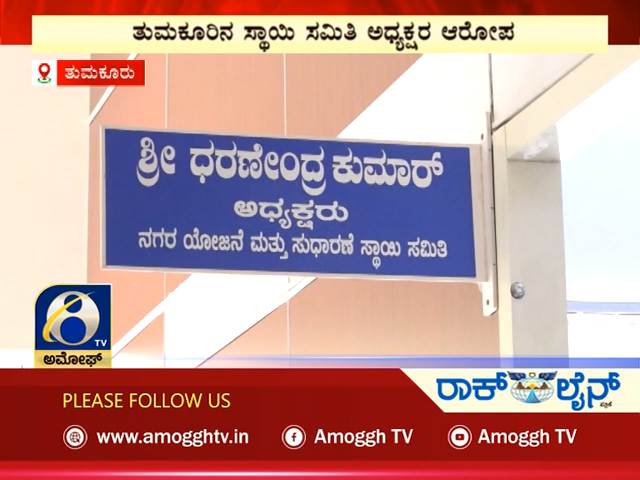 ತುಮಕೂರಿನ ಸ್ಥಾಯಿ ಸಮಿತಿ ಅಧ್ಯಕ್ಷರ ಆರೋಪ
ತುಮಕೂರು
ಶ್ರೀ ಧರಣೇಂದ್ರ ಕುಮಾರ್
ಅಧ್ಯಕ್ಷರು
ನಗರ ಯೋಜನೆ ಮತ್ತು ಸುಧಾರಣೆ ಸ್ಥಾಯಿ ಸಮಿತಿ
TV
ಅಮೋಘ್
PLEASE FOLLOW US
ರಾಕ್ ಲೈನ್
www.amogghtv.in
Amoggh TV
Amoggh TV